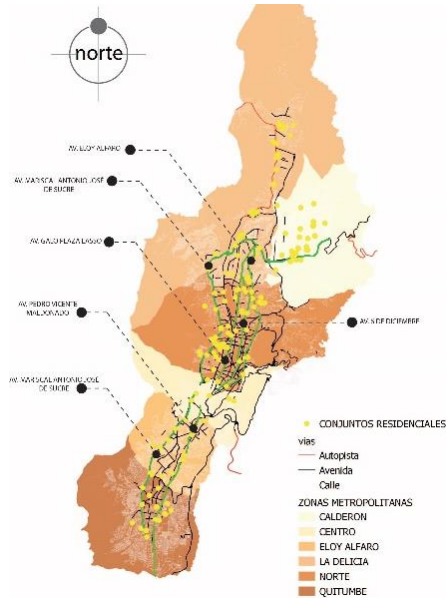 norte
AV. ELOY ALFARO
AV. MARISCAL ANTONIO JOSÉ
DE SUCRE
AV. GALO PLAZA LASSO
AV. PEDRO VICENTE
MALDONADO
AV. 6 DE DICIEMBRE
AV. MARISCAL ANTONIO JOSÉ
DE SUCRE
CONJUNTOS RESIDENCIALES
vias
Autopista
Avenida
Calle
ZONAS METROPOLITANAS
CALDERON
CENTRO
ELOY ALFARO
LA DELICIA
NORTE
QUITUMBE